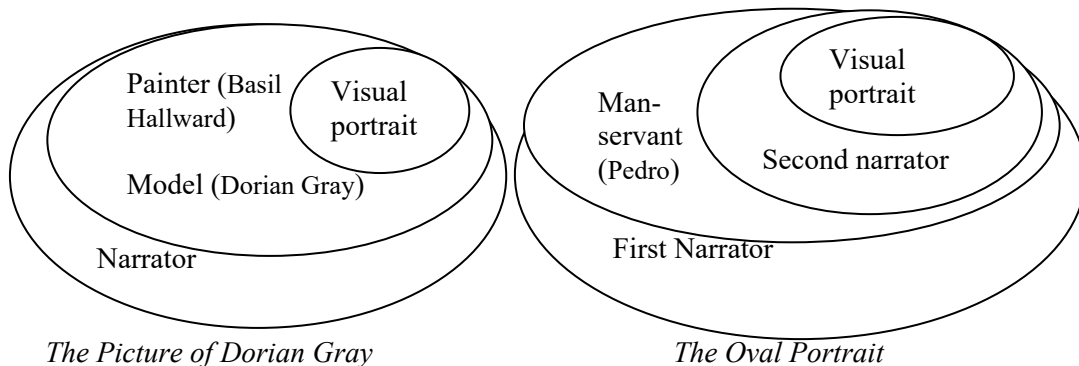 Painter (Basil
Hallward)
Visual
portrait
Model (Dorian Gray)
Narrator
The Picture of Dorian Gray
Visual
portrait
Man-
servant
(Pedro)
Second narrator
First Narrator
The Oval Portrait